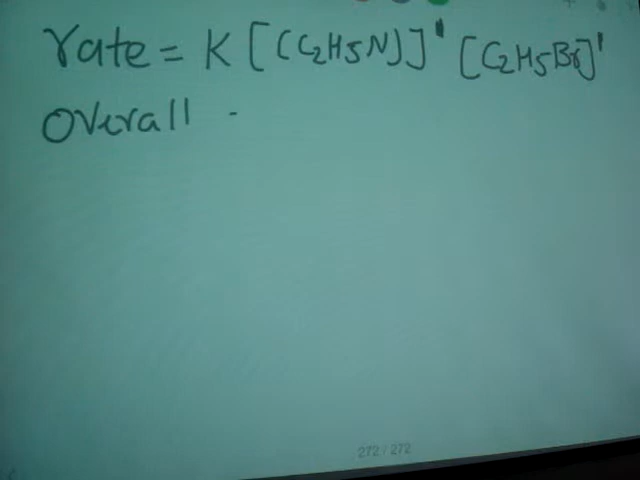 rate = K [(C₂H₅N)]¹ [C₂H₅Br]¹
Overall -
272 / 272